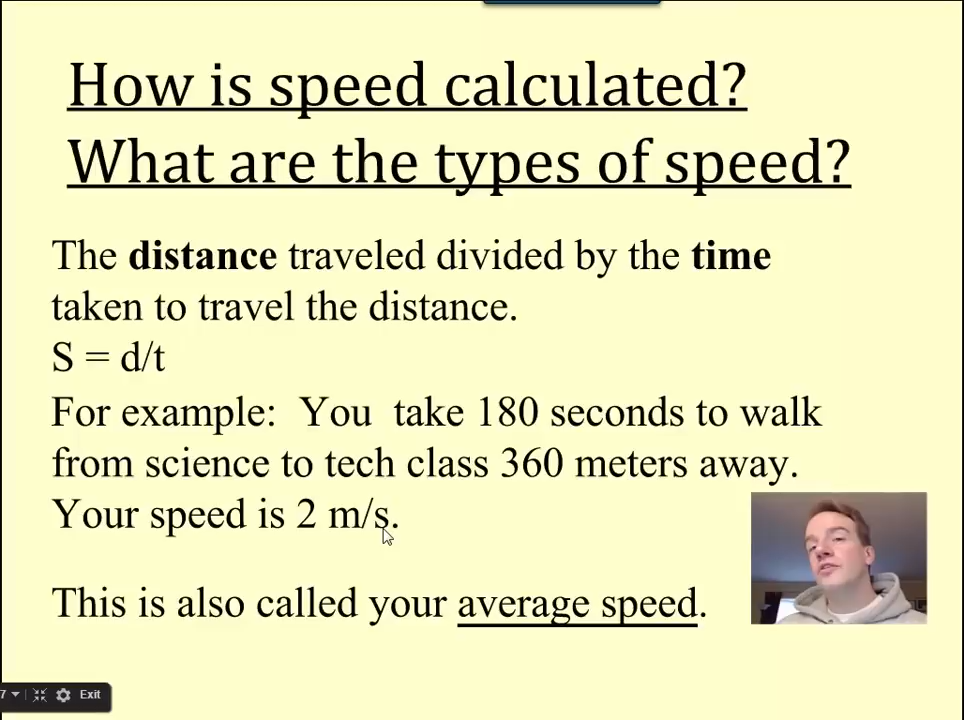 How is speed calculated?
What are the types of speed?
The distance traveled divided by the time
taken to travel the distance.
S = d/t
For example: You take 180 seconds to walk
from science to tech class 360 meters away.
Your speed is 2 m/s.
This is also called your average speed.
7 Exit